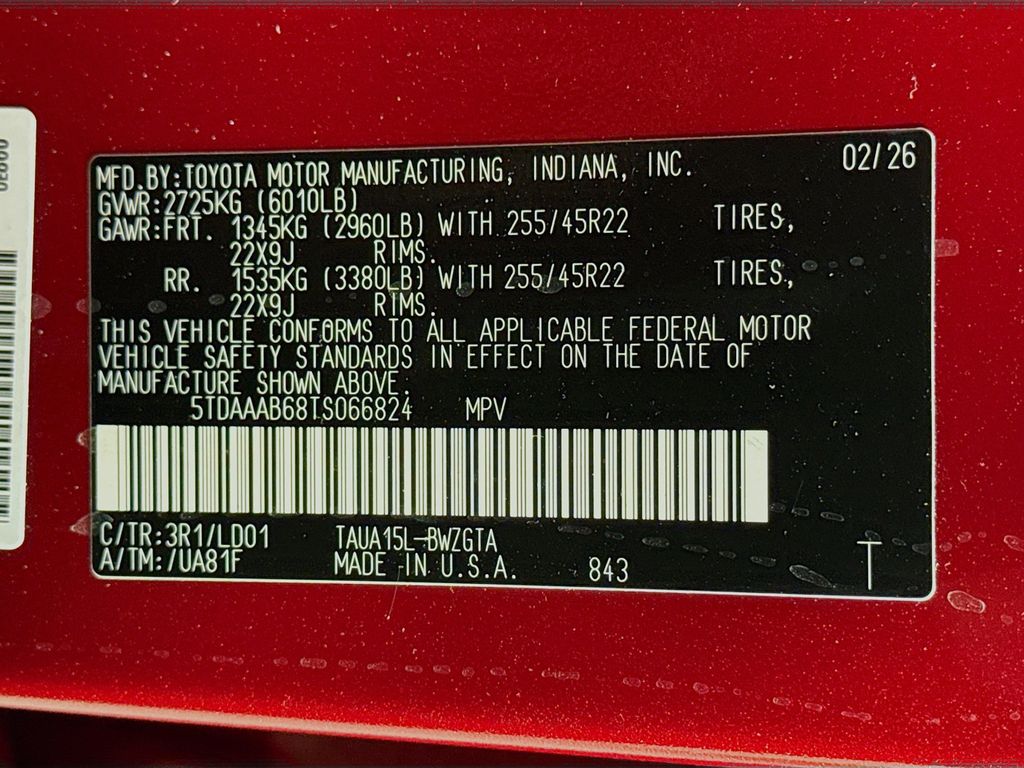 MFD.BY:TOYOTA MOTOR MANUFACTURING, INDIANA, INC. 02/26
GVWR:2725KG (6010LB)
GAWR:FRT. 1345KG (2960LB) WITH 255/45R22 TIRES,
22X9J RIMS.
RR. 1535KG (3380LB) WITH 255/45R22 TIRES,
22X9J RIMS.
THIS VEHICLE CONFORMS TO ALL APPLICABLE FEDERAL MOTOR
VEHICLE SAFETY STANDARDS IN EFFECT ON THE DATE OF
MANUFACTURE SHOWN ABOVE.
5TDAAAB68TS066824 MPV
C/TR:3R1/LD01 TAUA15L-BWZGTA
A/TM:/UA81F MADE IN U.S.A. 843 T